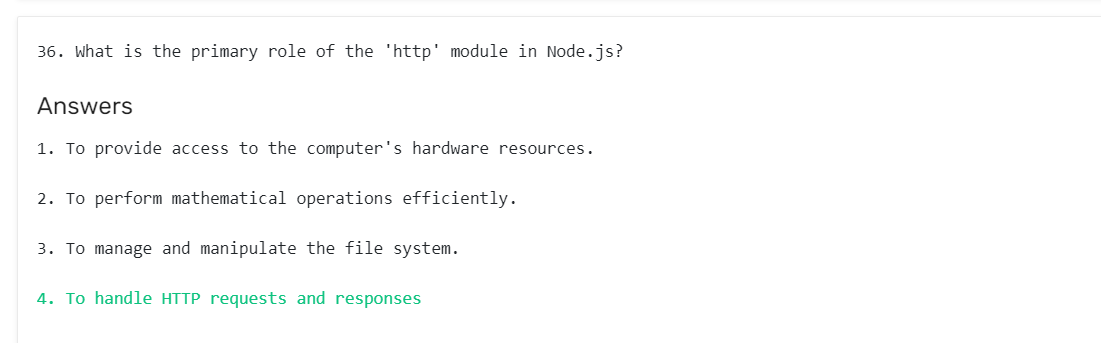 36. What is the primary role of the 'http' module in Node.js?
Answers
1. To provide access to the computer's hardware resources.
2. To perform mathematical operations efficiently.
3. To manage and manipulate the file system.
4. To handle HTTP requests and responses